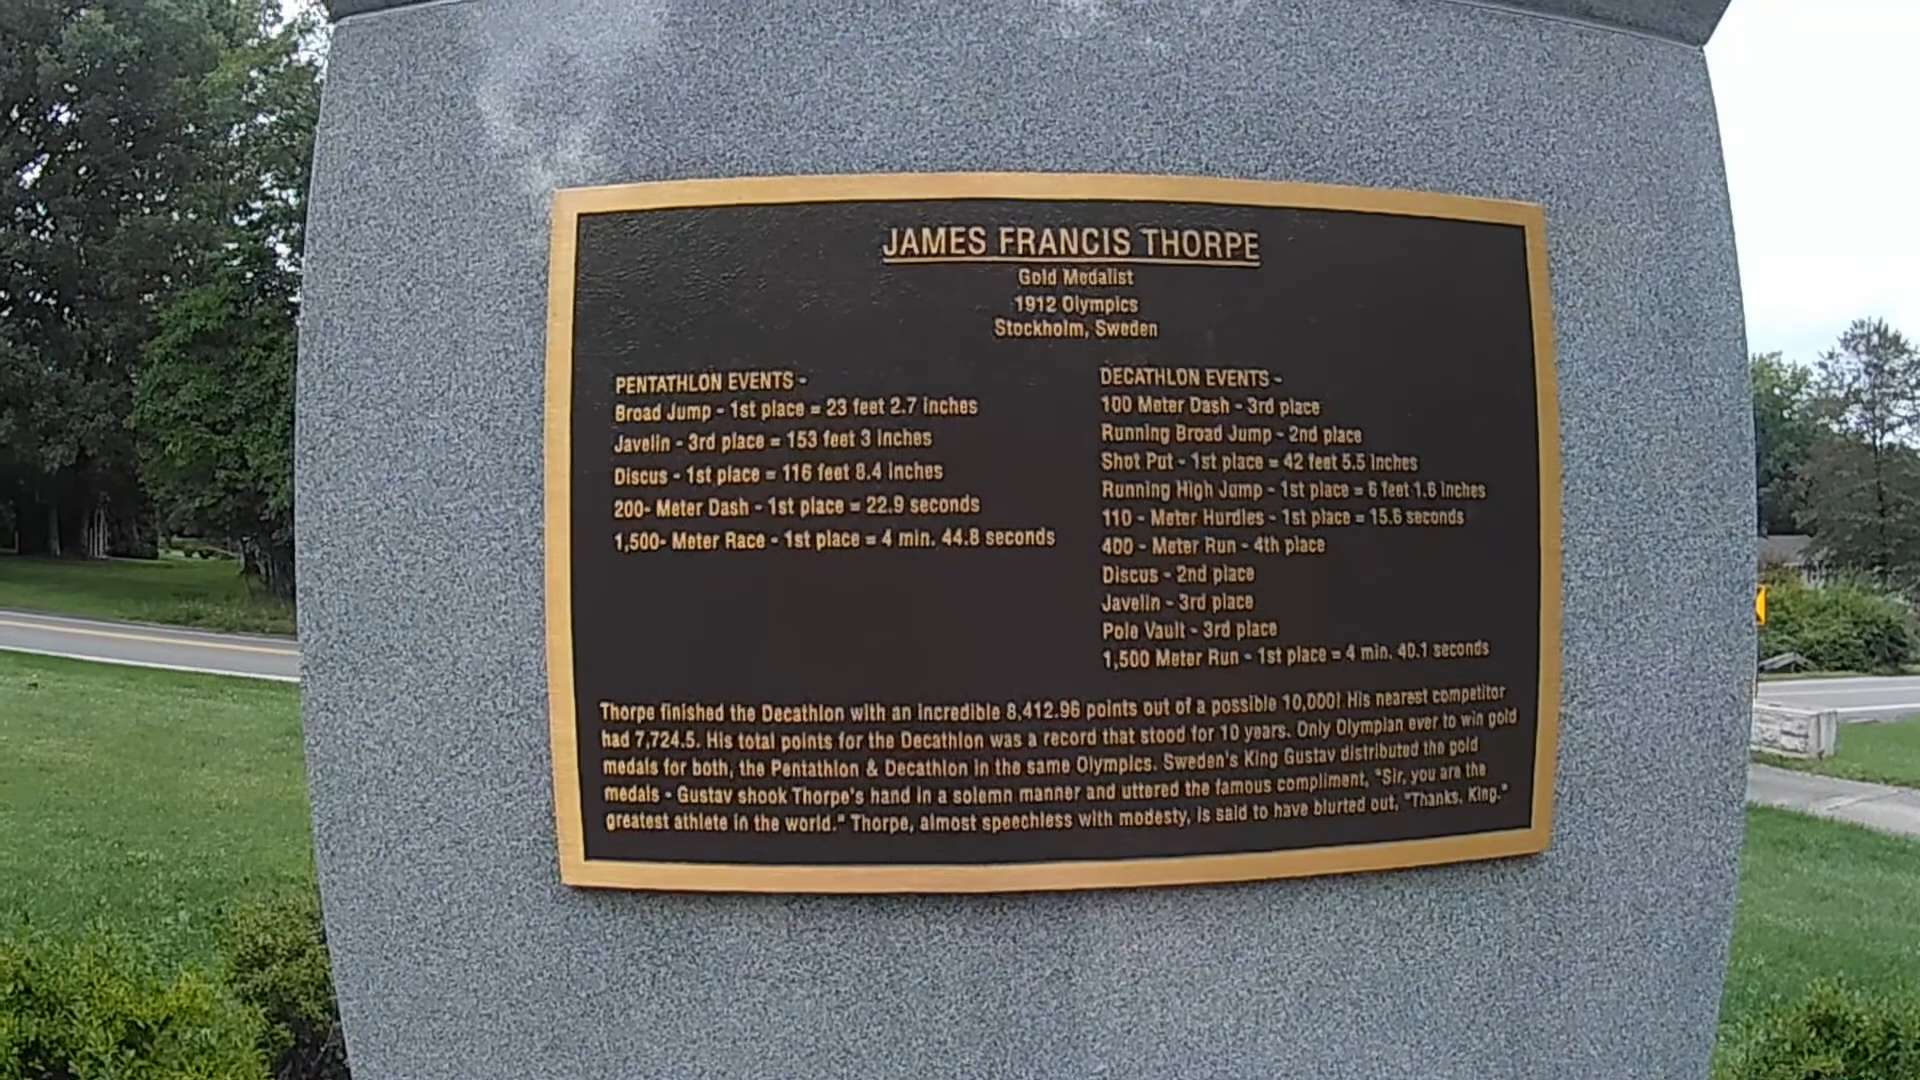 JAMES FRANCIS THORPE
Gold Medalist
1912 Olympics
Stockholm, Sweden
PENTATHLON EVENTS -
Broad Jump - 1st place = 23 feet 2.7 inches
Javelin - 3rd place = 153 feet 3 inches
Discus - 1st place = 116 feet 8.4 inches
200- Meter Dash - 1st place = 22.9 seconds
1,500- Meter Race - 1st place = 4 min. 44.8 seconds
DECATHLON EVENTS -
100 Meter Dash - 3rd place
Running Broad Jump - 2nd place
Shot Put - 1st place = 42 feet 5.5 inches
Running High Jump - 1st place = 6 feet 1.6 inches
110 - Meter Hurdles - 1st place = 15.6 seconds
400 - Meter Run - 4th place
Discus - 2nd place
Javelin - 3rd place
Pole Vault - 3rd place
1,500 Meter Run - 1st place = 4 min. 40.1 seconds
Thorpe finished the Decathlon with an incredible 8,412.96 points out of a possible 10,000! His nearest competitor
had 7,724.5. His total points for the Decathlon was a record that stood for 10 years. Only Olympian ever to win gold
medals for both, the Pentathlon & Decathlon in the same Olympics. Sweden's King Gustav distributed the gold
medals - Gustav shook Thorpe's hand in a solemn manner and uttered the famous compliment, "Sir, you are the
greatest athlete in the world." Thorpe, almost speechless with modesty, is said to have blurted out, "Thanks, King."